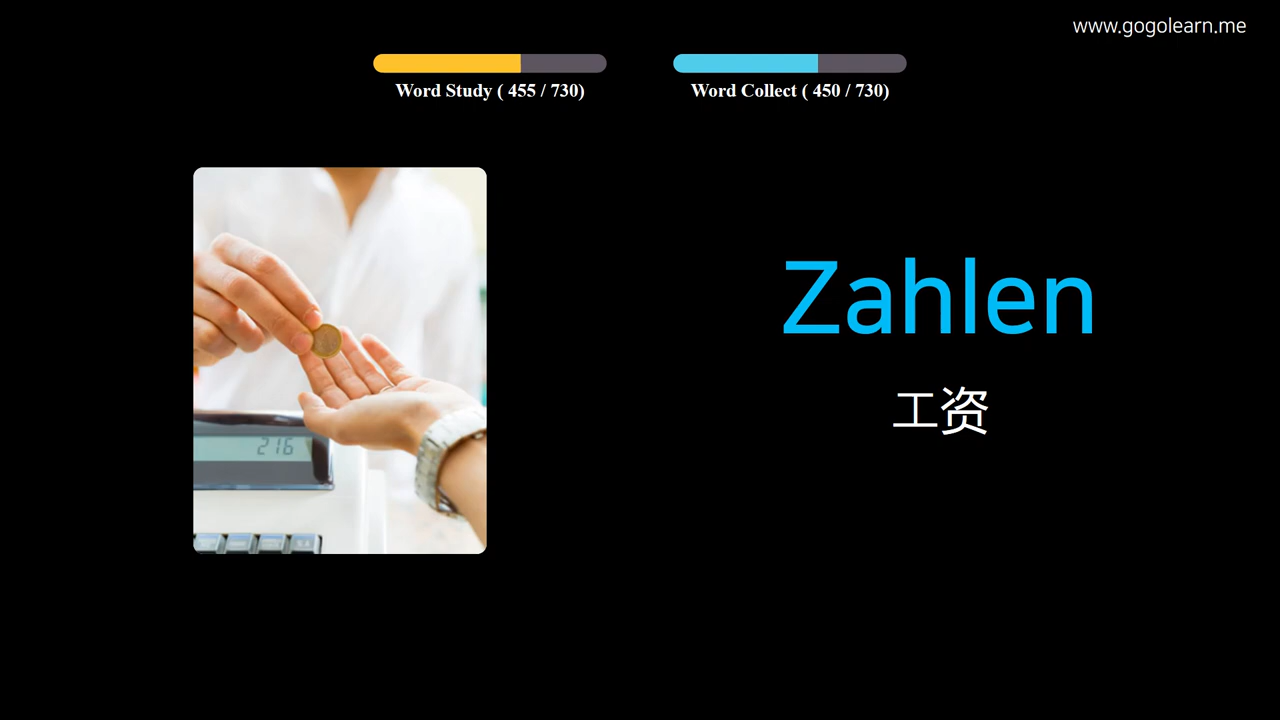 www.gogolearn.me
Word Study ( 455 / 730)
Word Collect ( 450 / 730)
Zahlen
工资
216